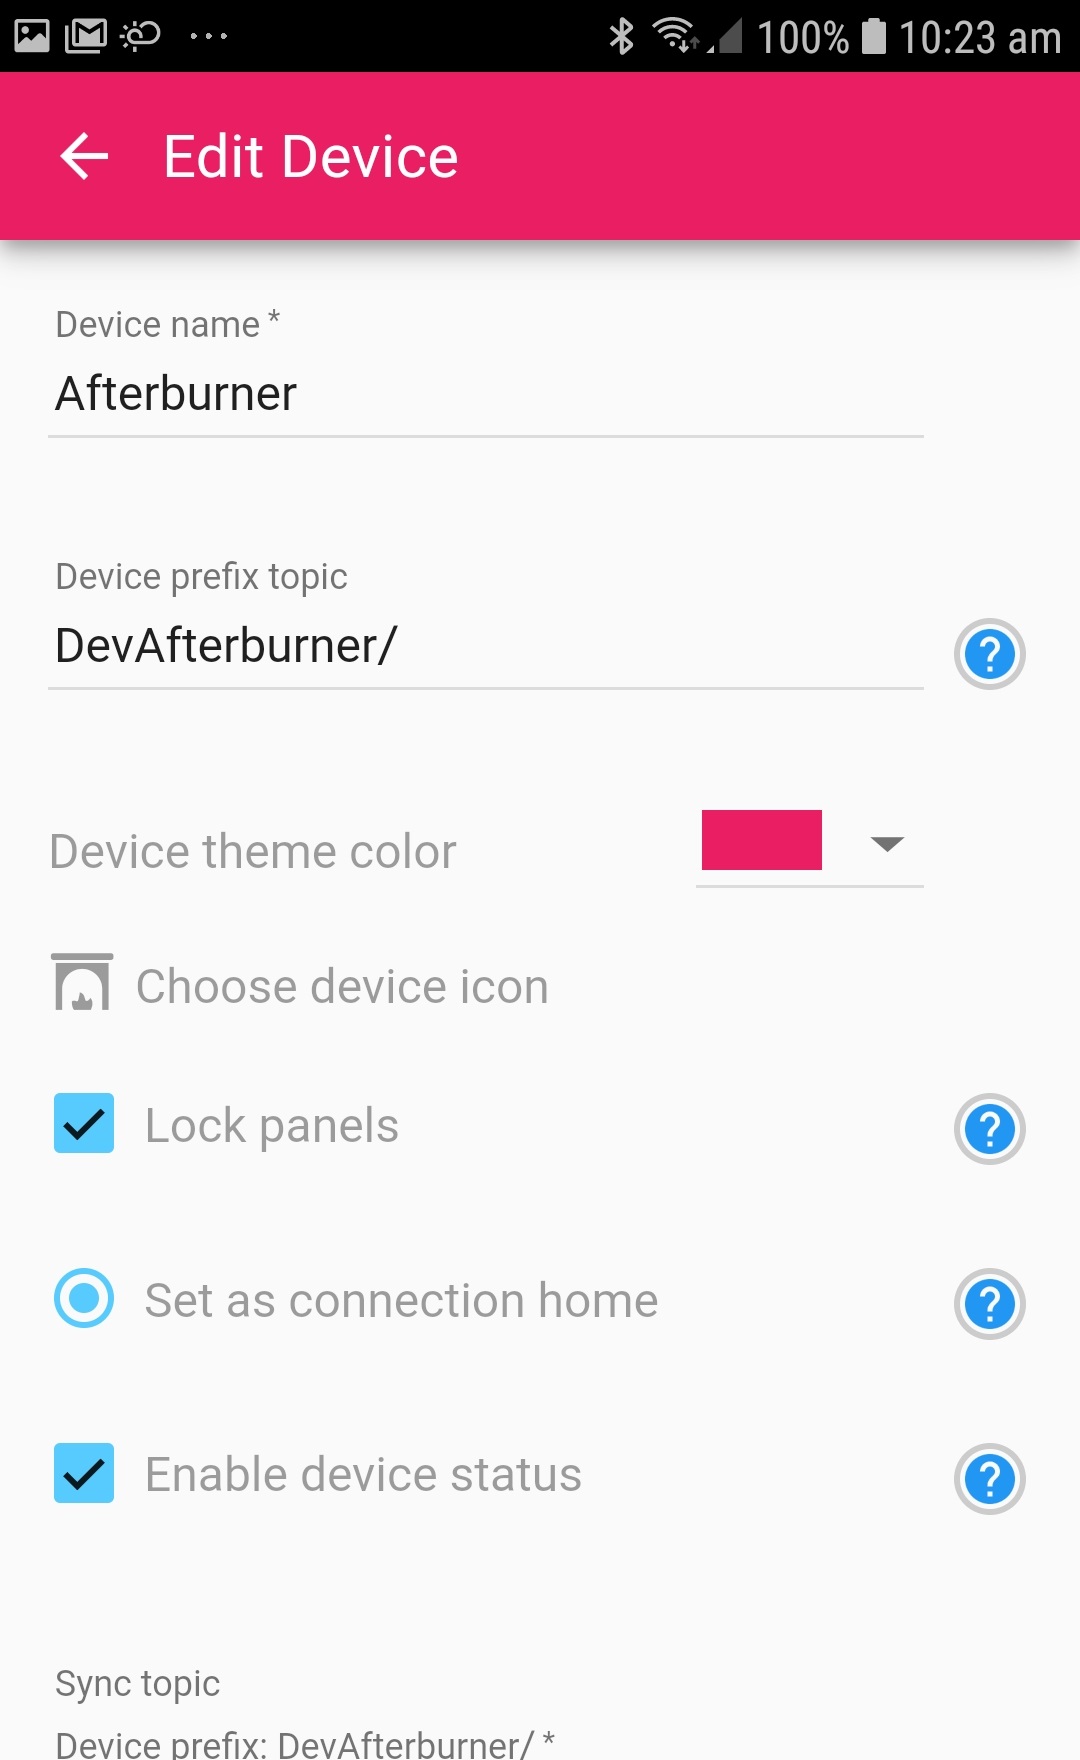 100% 10:23 am
Edit Device
Device name *
Afterburner
Device prefix topic
DevAfterburner/
?
Device theme color
Choose device icon
Lock panels
?
Set as connection home
?
Enable device status
?
Sync topic
Device prefix: DevAfterburner/ *